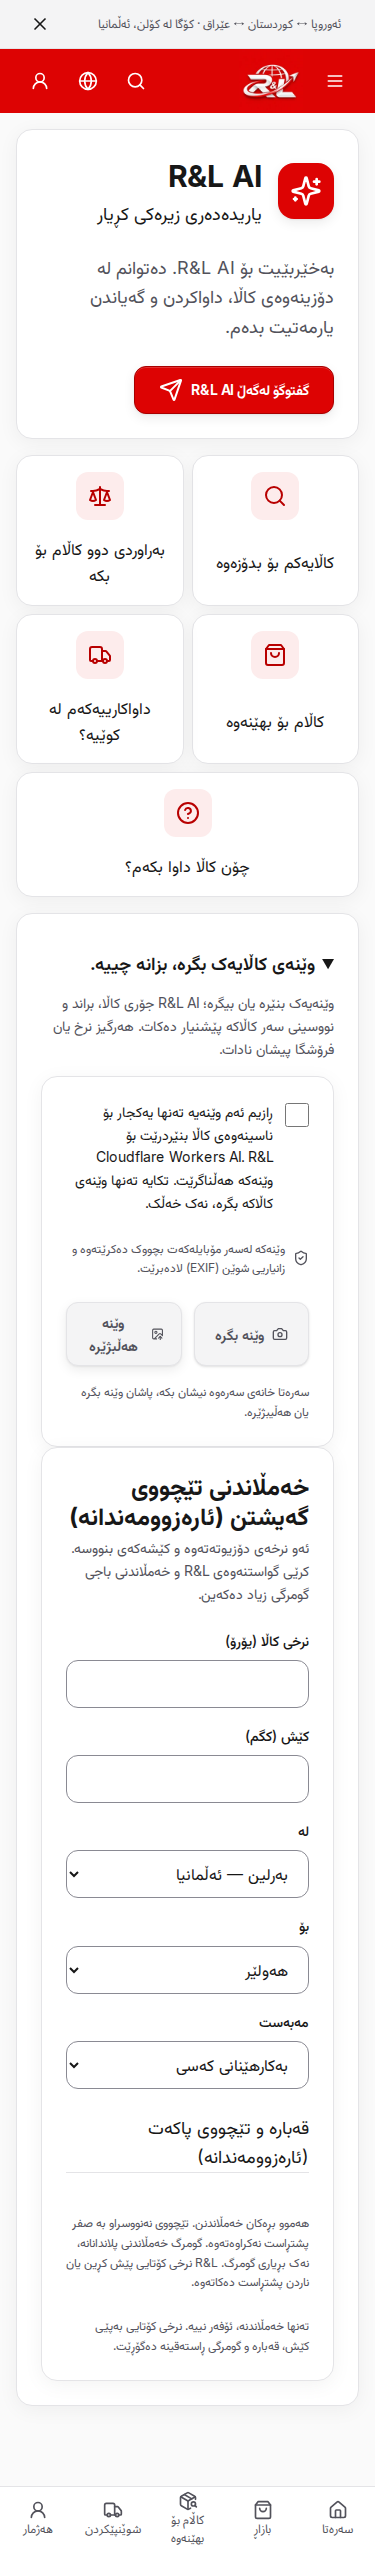 ئەوروپا ↔ کوردستان ↔ عێراق · کۆگا لە کۆلن، ئەڵمانیا
R&L
R&L AI
یاریدەدەری زیرەکی کڕیار
بەخێربێیت بۆ R&L AI. دەتوانم لە
دۆزینەوەی کاڵا، داواکردن و گەیاندن
یارمەتیت بدەم.
گفتوگۆ لەگەڵ R&L AI
کاڵایەکم بۆ بدۆزەوە
بەراوردی دوو کاڵام بۆ
بکە
کاڵام بۆ بهێنەوە
داواکارییەکەم لە
کوێیە؟
چۆن کاڵا داوا بکەم؟
▼ وێنەی کاڵایەک بگرە، بزانە چییە.
وێنەیەک بنێرە یان بیگرە؛ R&L AI جۆری کاڵا، براند و
نووسینی سەر کاڵاکە پێشنیار دەکات. هەرگیز نرخ یان
فرۆشگا پیشان نادات.
ڕازیم ئەم وێنەیە تەنها یەکجار بۆ
ناسینەوەی کاڵا بنێردرێت بۆ
Cloudflare Workers AI. R&L
وێنەکە هەڵناگرێت. تکایە تەنها وێنەی
کاڵاکە بگرە، نەک خەڵک.
وێنەکە لەسەر مۆبایلەکەت بچووک دەکرێتەوە و
زانیاریی شوێن (EXIF) لادەبرێت.
وێنە بگرە
وێنە
هەڵبژێرە
سەرەتا خانەی سەرەوە نیشان بکە، پاشان وێنە بگرە
یان هەڵیبژێرە.
خەمڵاندنی تێچووی
گەیشتن (ئارەزوومەندانە)
ئەو نرخەی دۆزیوتەتەوە و کێشەکەی بنووسە.
کرێی گواستنەوەی R&L و خەمڵاندنی باجی
گومرگی زیاد دەکەین.
نرخی کاڵا (یۆرۆ)
کێش (کگم)
لە
بەرلین — ئەڵمانیا
بۆ
هەولێر
مەبەست
بەکارهێنانی کەسی
قەبارە و تێچووی پاکەت
(ئارەزوومەندانە)
هەموو بڕەکان خەمڵاندنن. تێچووی نەنووسراو بە صفر
پشتڕاست نەکراوەتەوە. گومرگ خەمڵاندنی پلاندانانە،
نەک بڕیاری گومرگ. R&L نرخی کۆتایی پێش کڕین یان
ناردن پشتڕاست دەکاتەوە.
تەنها خەمڵاندنە، ئۆفەر نییە. نرخی کۆتایی بەپێی
کێش، قەبارە و گومرگی ڕاستەقینە دەگۆڕێت.
سەرەتا
بازاڕ
کاڵام بۆ
بهێنەوە
شوێنپێکردن
هەژمار